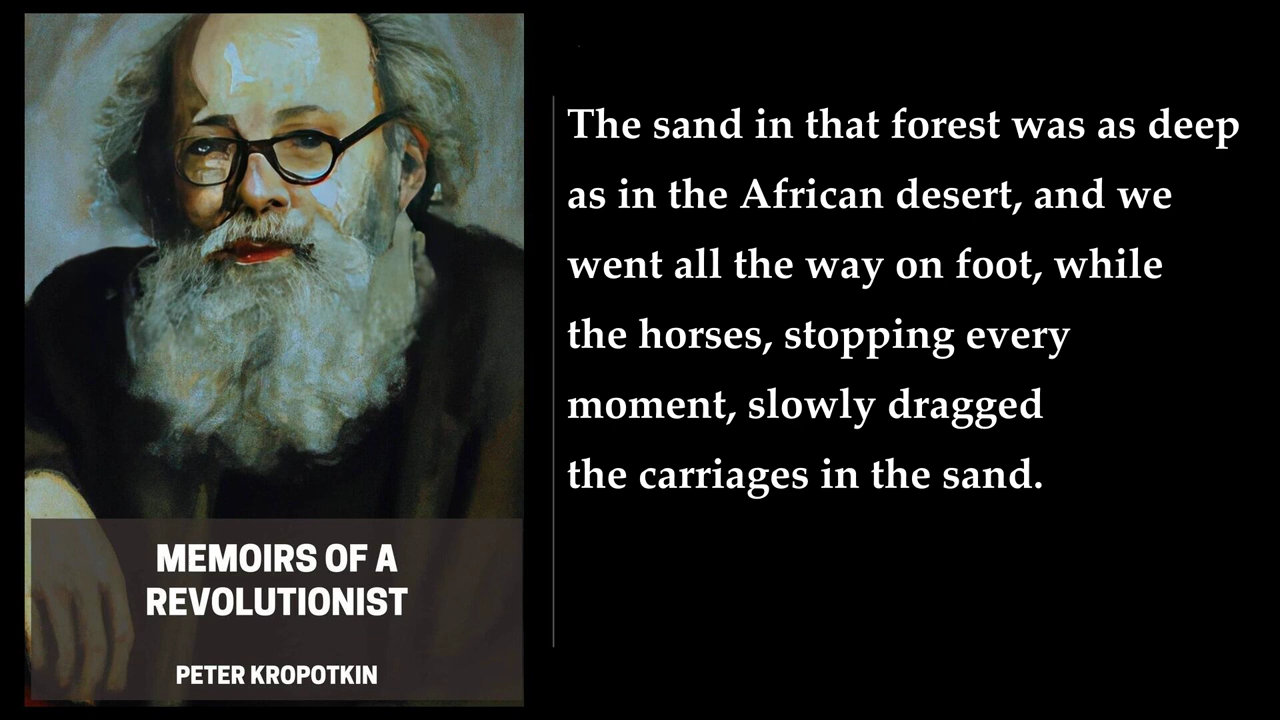 The sand in that forest was as deep
as in the African desert, and we
went all the way on foot, while
the horses, stopping every
moment, slowly dragged
the carriages in the sand.
MEMOIRS OF A
REVOLUTIONIST
PETER KROPOTKIN